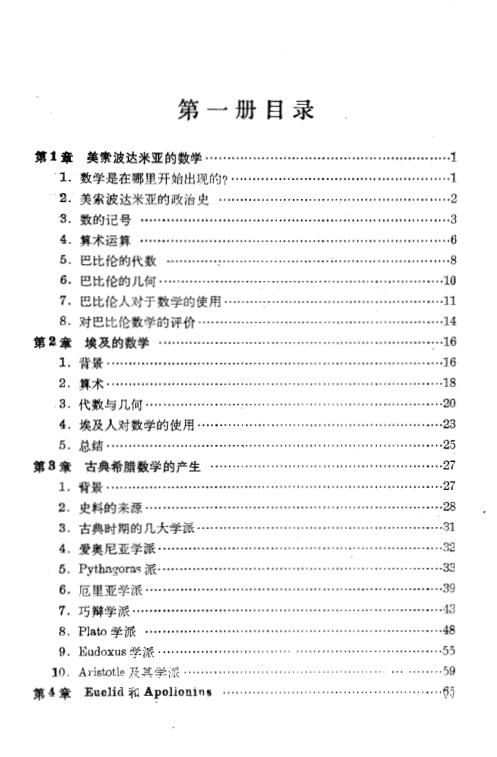 第一册目录
第1章 美索波达米亚的数学……1
1. 数学是在哪里开始出现的?……1
2. 美索波达米亚的政治史……2
3. 数的记号……3
4. 算术运算……6
5. 巴比伦的代数……8
6. 巴比伦的几何……10
7. 巴比伦人对于数学的使用……11
8. 对巴比伦数学的评价……14
第2章 埃及的数学……16
1. 背景……16
2. 算术……18
3. 代数与几何……20
4. 埃及人对数学的使用……23
5. 总结……25
第3章 古典希腊数学的产生……27
1. 背景……27
2. 史料的来源……28
3. 古典时期的几大学派……31
4. 爱奥尼亚学派……32
5. Pythagoras 派……33
6. 厄里亚学派……39
7. 巧辩学派……43
8. Plato 学派……48
9. Eudoxus 学派……55
10. Aristotle 及其学派……59
第4章 Euclid 和 Apollonius……65